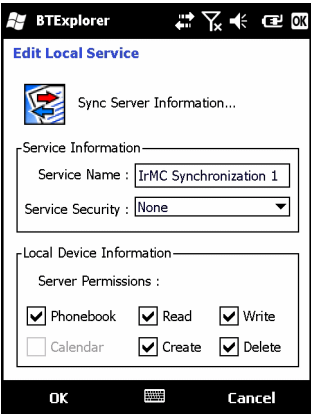 BTExplorer OK
Edit Local Service
Sync Server Information...
Service Information
Service Name : IrMC Synchronization 1
Service Security : None
Local Device Information
Server Permissions :
Phonebook Read Write
Calendar Create Delete
OK Cancel